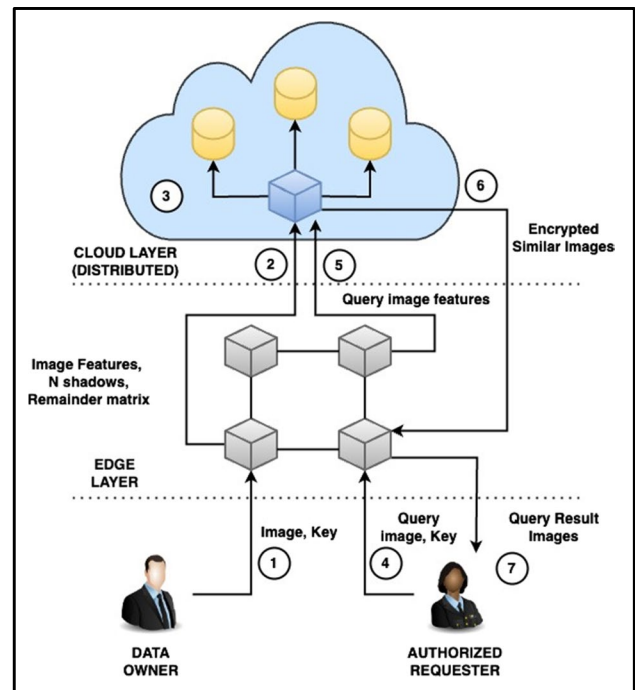 3
6
CLOUD LAYER
(DISTRIBUTED)
2
5
Encrypted
Similar Images
Query image features
Image Features,
N shadows,
Remainder matrix
EDGE
LAYER
Image, Key
1
Query
image, Key
4
Query Result
Images
7
DATA
OWNER
AUTHORIZED
REQUESTER